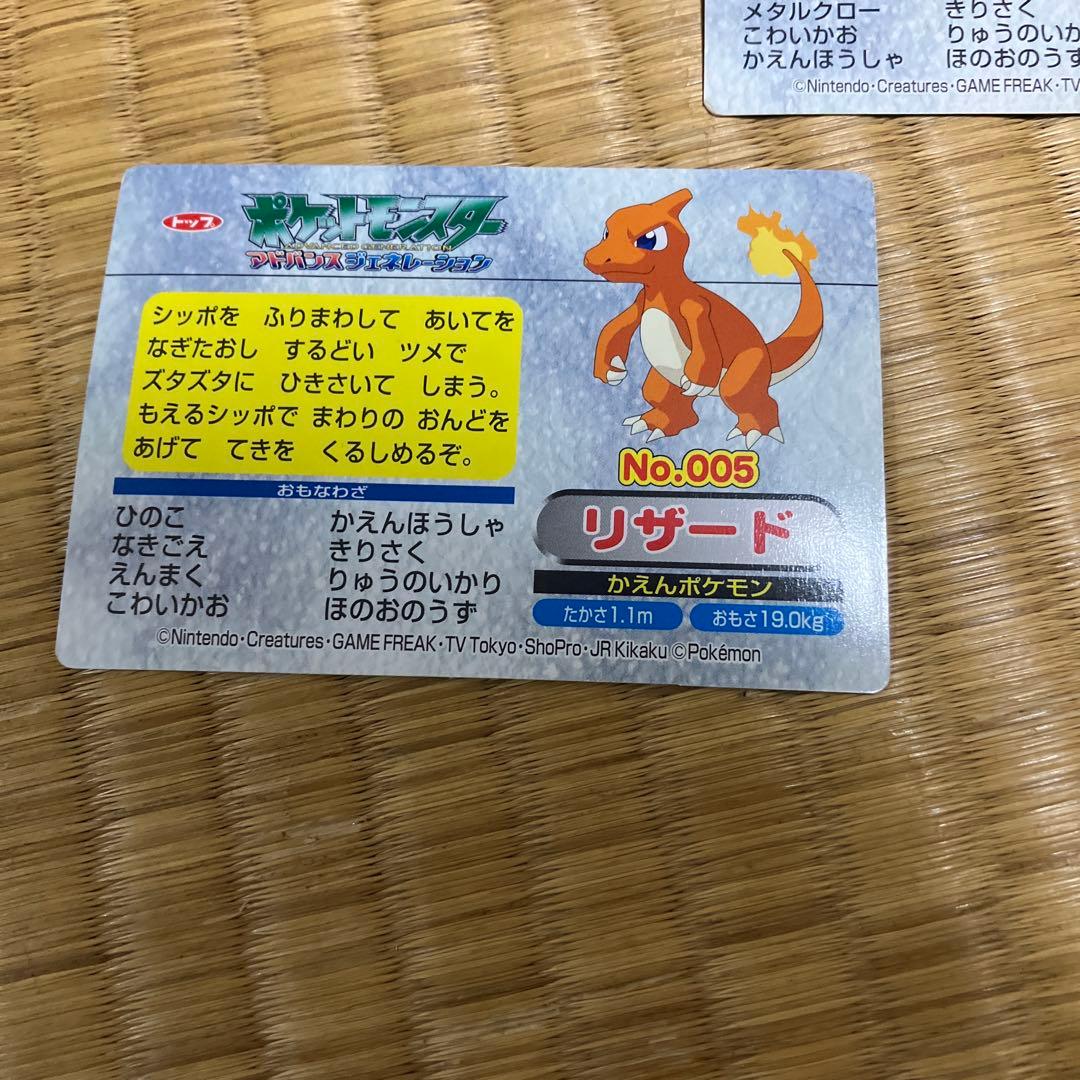 メタルクロー きりさく
こわいかお りゅうのいか
かえんほうしゃ ほのおのうず
©Nintendo・Creatures・GAME FREAK・TV
トップ
ポケットモンスター
ADVANCED GENERATION
アドバンスジェネレーション
シッポを ふりまわして あいてを
なぎたおし するどい ツメで
ズタズタに ひきさいて しまう。
もえるシッポで まわりの おんどを
あげて てきを くるしめるぞ。
おもなわざ
ひのこ かえんほうしゃ
なきごえ きりさく
えんまく りゅうのいかり
こわいかお ほのおのうず
No.005
リザード
かえんポケモン
たかさ1.1m おもさ19.0kg
©Nintendo・Creatures・GAME FREAK・TV Tokyo・ShoPro・JR Kikaku ©Pokémon